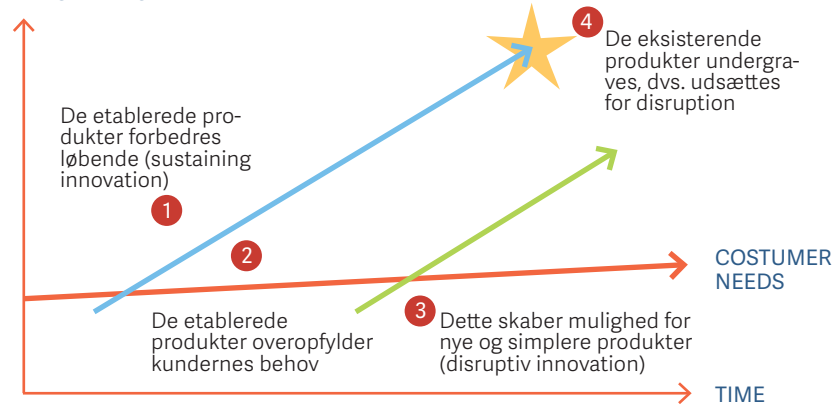 4
De eksisterende
produkter undergra-
ves, dvs. udsættes
for disruption
De etablerede pro-
dukter forbedres
løbende (sustaining
innovation)
1
2
COSTUMER
NEEDS
De etablerede
produkter overopfylder
kundernes behov
3
Dette skaber mulighed for
nye og simplere produkter
(disruptiv innovation)
TIME